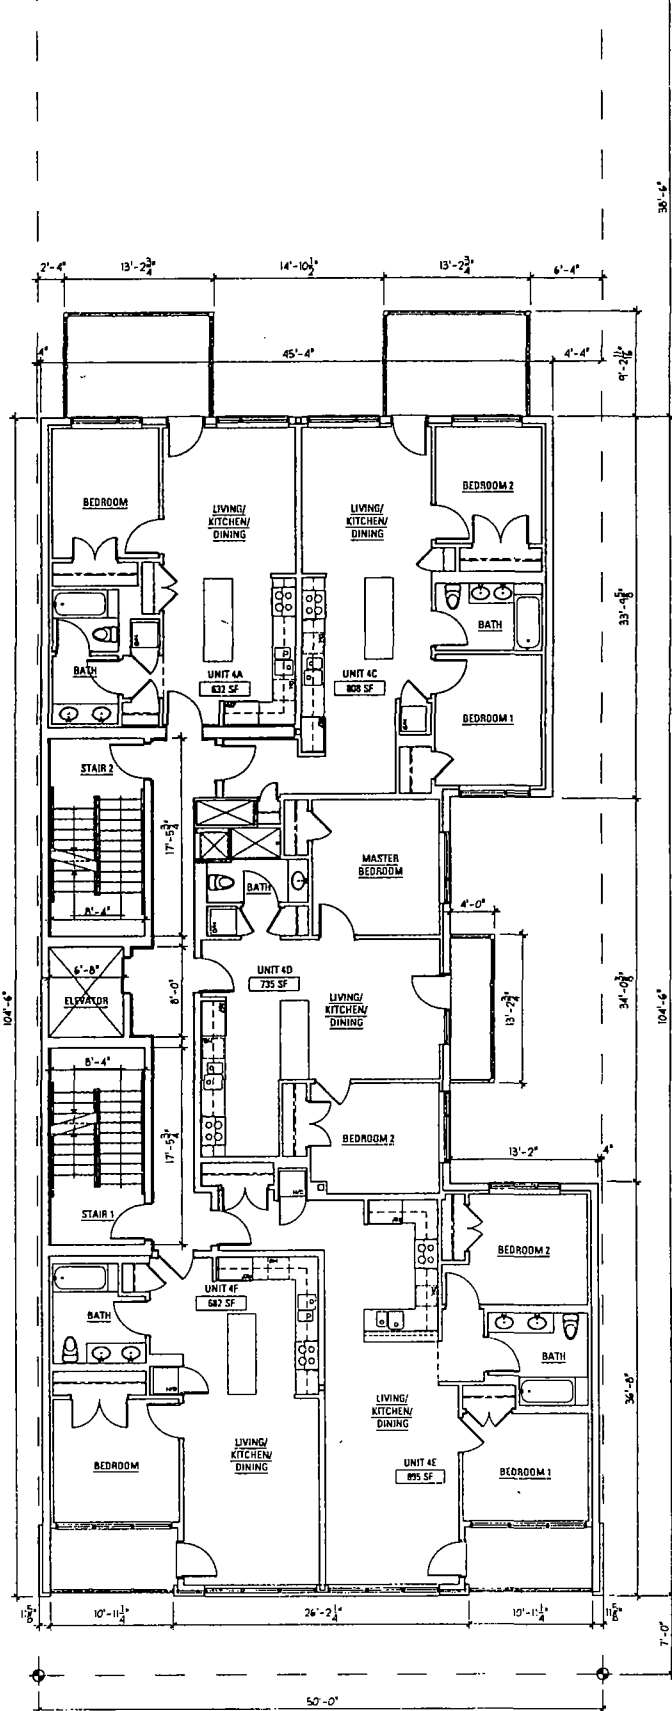 38'-6"
2'-4"
13'-2 3/4"
14'-10 1/2"
13'-2 3/4"
6'-4"
4"
45'-4"
4'-4"
9'-2 11/16"
BEDROOM
LIVING/
KITCHEN/
DINING
LIVING/
KITCHEN/
DINING
BEDROOM 2
33'-9 5/8"
BATH
UNIT 4A
632 SF
UNIT 4C
808 SF
BATH
BEDROOM 1
STAIR 2
17'-5 3/4"
8'-4"
MASTER
BEDROOM
BATH
4'-0"
6'-8"
ELEVATOR
8'-0"
UNIT 4D
735 SF
LIVING/
KITCHEN/
DINING
13'-2 3/4"
34'-0 3/8"
104'-6"
104'-6"
8'-4"
17'-5 3/4"
BEDROOM 2
13'-2"
4"
STAIR 1
BEDROOM 2
UNIT 4F
682 SF
BATH
BATH
36'-8"
LIVING/
KITCHEN/
DINING
LIVING/
KITCHEN/
DINING
BEDROOM
UNIT 4E
895 SF
BEDROOM 1
11 5/8"
10'-11 1/4"
26'-2 1/4"
10'-11 1/4"
11 5/8"
7'-0"
50'-0"